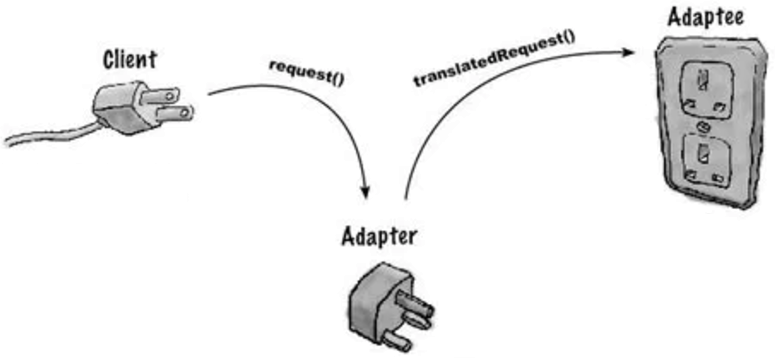 Client
request()
translatedRequest()
Adaptee
Adapter